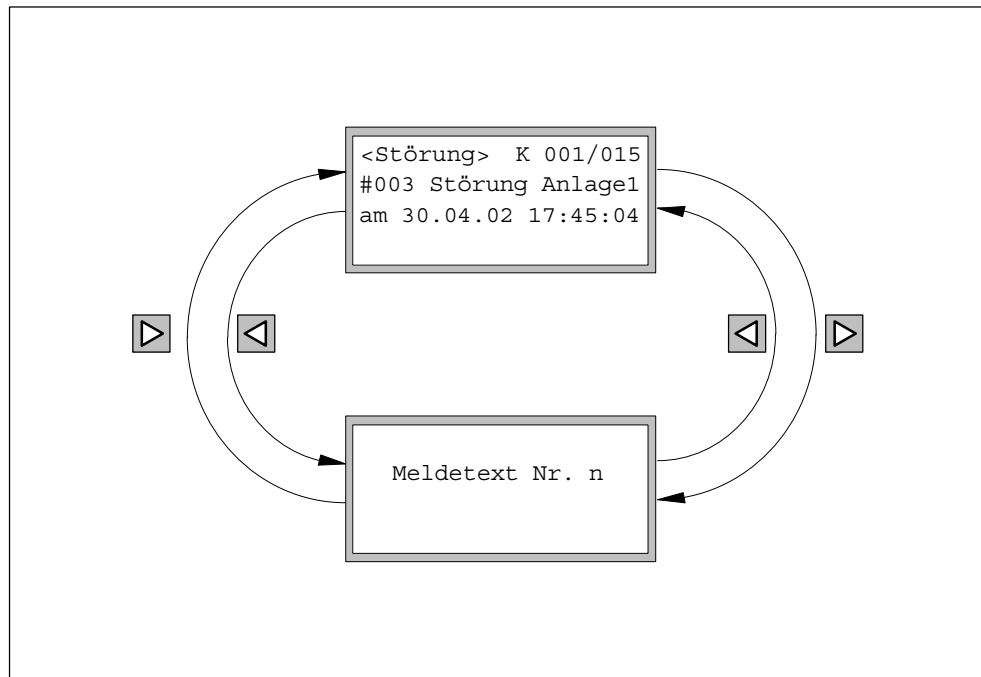 <Störung> K 001/015
#003 Störung Anlage1
am 30.04.02 17:45:04
Meldetext Nr. n